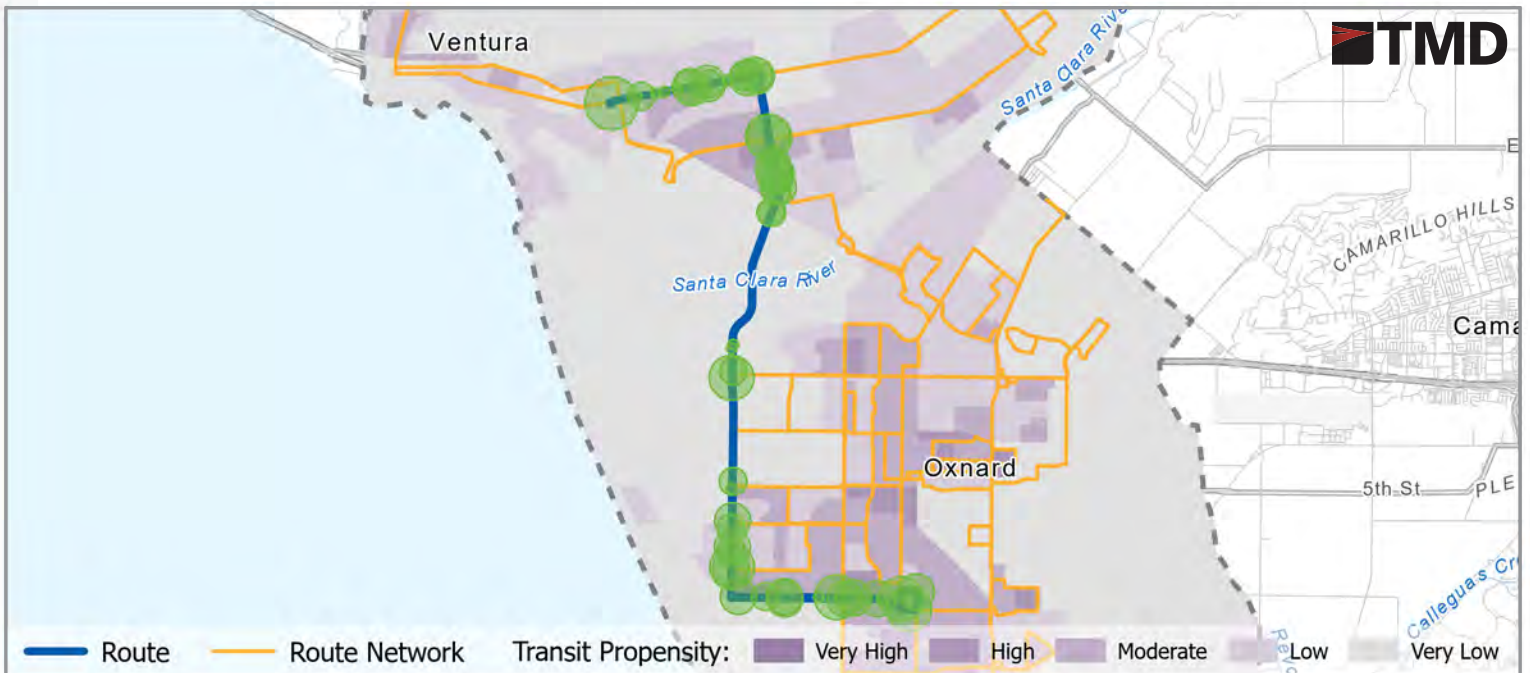 TMD
Ventura
Santa Clara River
E
CAMARILLO HILLS
Santa Clara River
Cama
Oxnard
5th St
PLE
Calleguas Cr
Revo
Route
Route Network
Transit Propensity:
Very High
High
Moderate
Low
Very Low